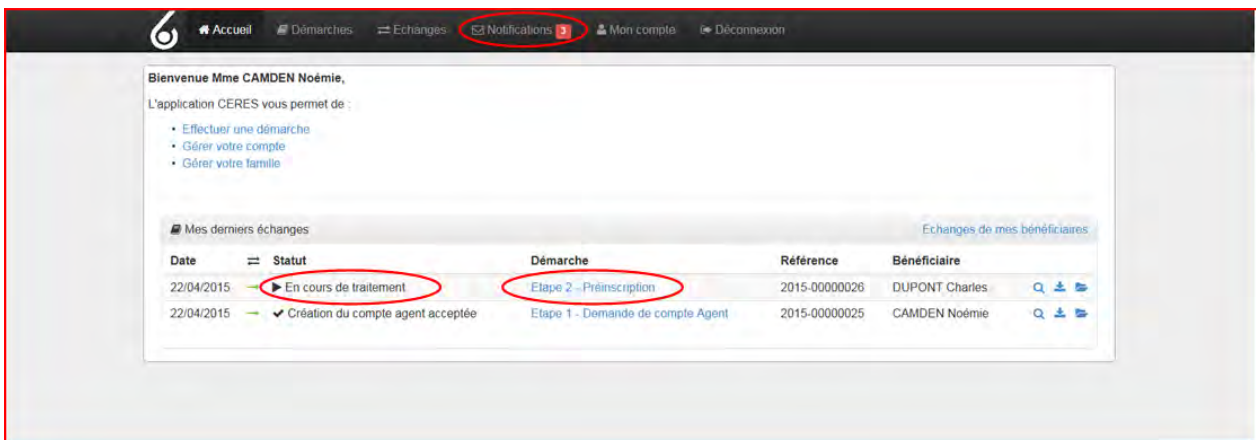 Accueil Démarches Echanges Notifications 3 Mon compte Déconnexion
Bienvenue Mme CAMDEN Noémie,
L'application CERES vous permet de :
• Effectuer une démarche
• Gérer votre compte
• Gérer votre famille
Mes derniers échanges Echanges de mes bénéficiaires
Date Statut Démarche Référence Bénéficiaire
22/04/2015 En cours de traitement Etape 2 - Préinscription 2015-00000026 DUPONT Charles
22/04/2015 Création du compte agent acceptée Etape 1 - Demande de compte Agent 2015-00000025 CAMDEN Noémie